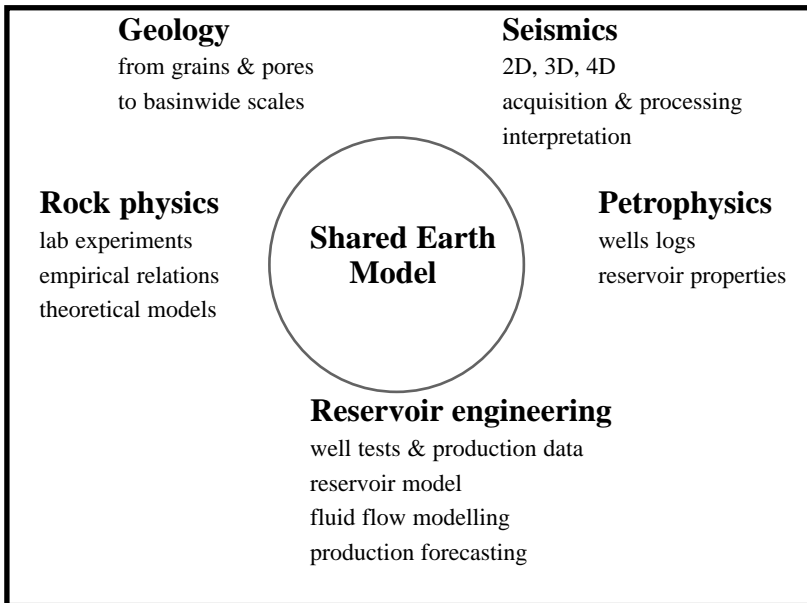 Geology
from grains & pores
to basinwide scales
Seismics
2D, 3D, 4D
acquisition & processing
interpretation
Rock physics
lab experiments
empirical relations
theoretical models
Shared Earth
Model
Petrophysics
wells logs
reservoir properties
Reservoir engineering
well tests & production data
reservoir model
fluid flow modelling
production forecasting